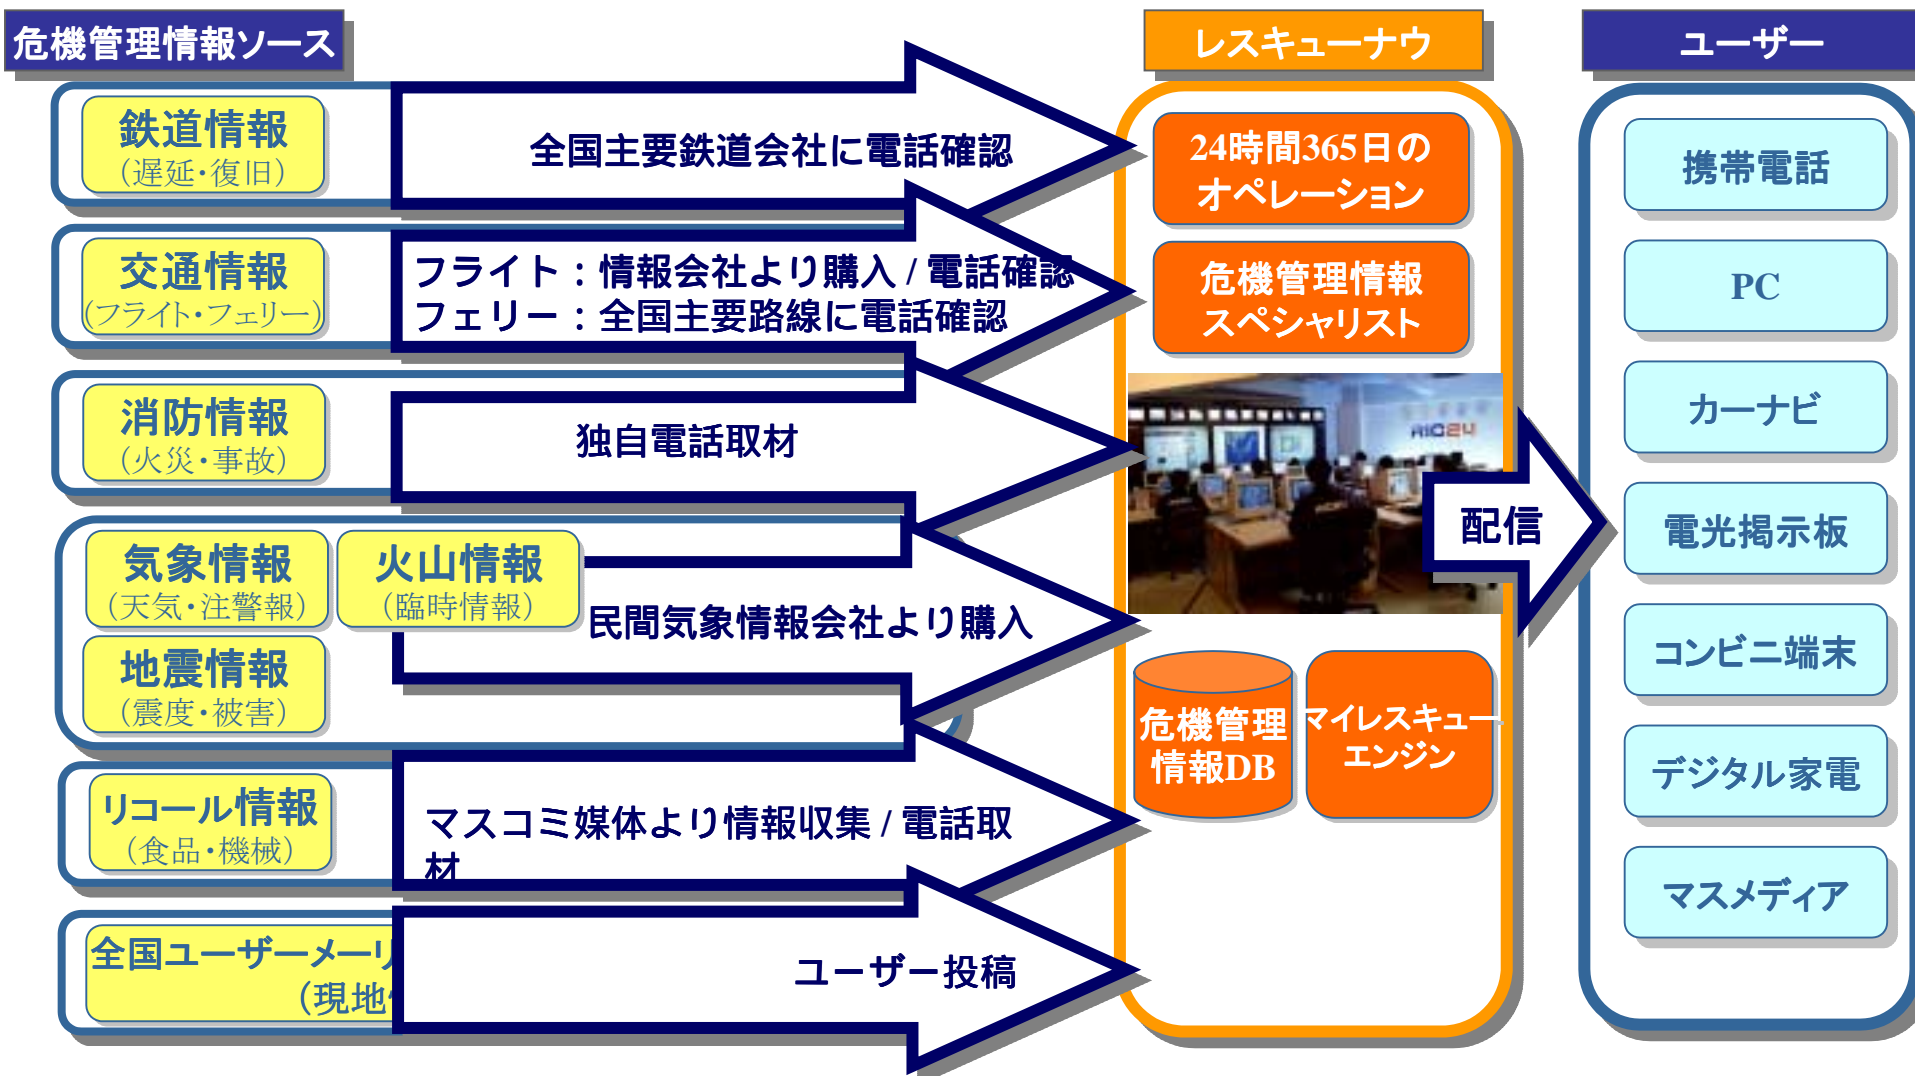 危機管理情報ソース
レスキューナウ
ユーザー
鉄道情報
（遅延・復旧）
全国主要鉄道会社に電話確認
交通情報
(フライト・フェリー)
フライト：情報会社より購入 / 電話確認
フェリー：全国主要路線に電話確認
消防情報
（火災・事故）
独自電話取材
気象情報
（天気・注警報）
火山情報
（臨時情報）
地震情報
（震度・被害）
民間気象情報会社より購入
リコール情報
（食品・機械）
マスコミ媒体より情報収集 / 電話取
材
全国ユーザーメーリ
（現地
ユーザー投稿
24時間365日の
オペレーション
危機管理情報
スペシャリスト
RIC24
危機管理
情報DB
マイレスキュー
エンジン
配信
携帯電話
PC
カーナビ
電光掲示板
コンビニ端末
デジタル家電
マスメディア